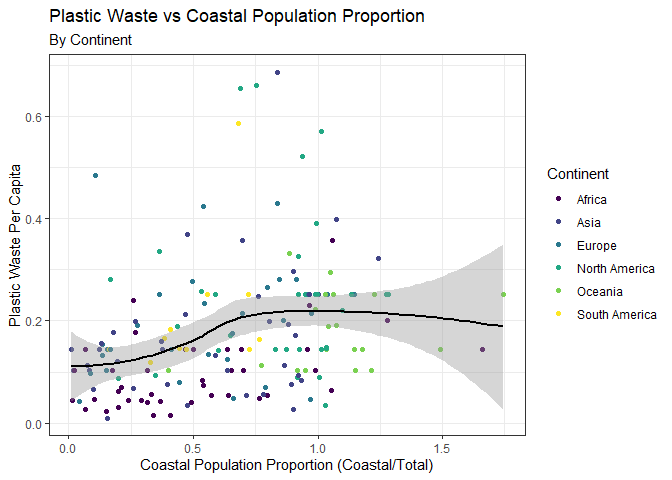 Plastic Waste vs Coastal Population Proportion
By Continent
Plastic Waste Per Capita
0.6
0.4
0.2
0.0
0.0 0.5 1.0 1.5
Coastal Population Proportion (Coastal/Total)
Continent
Africa
Asia
Europe
North America
Oceania
South America